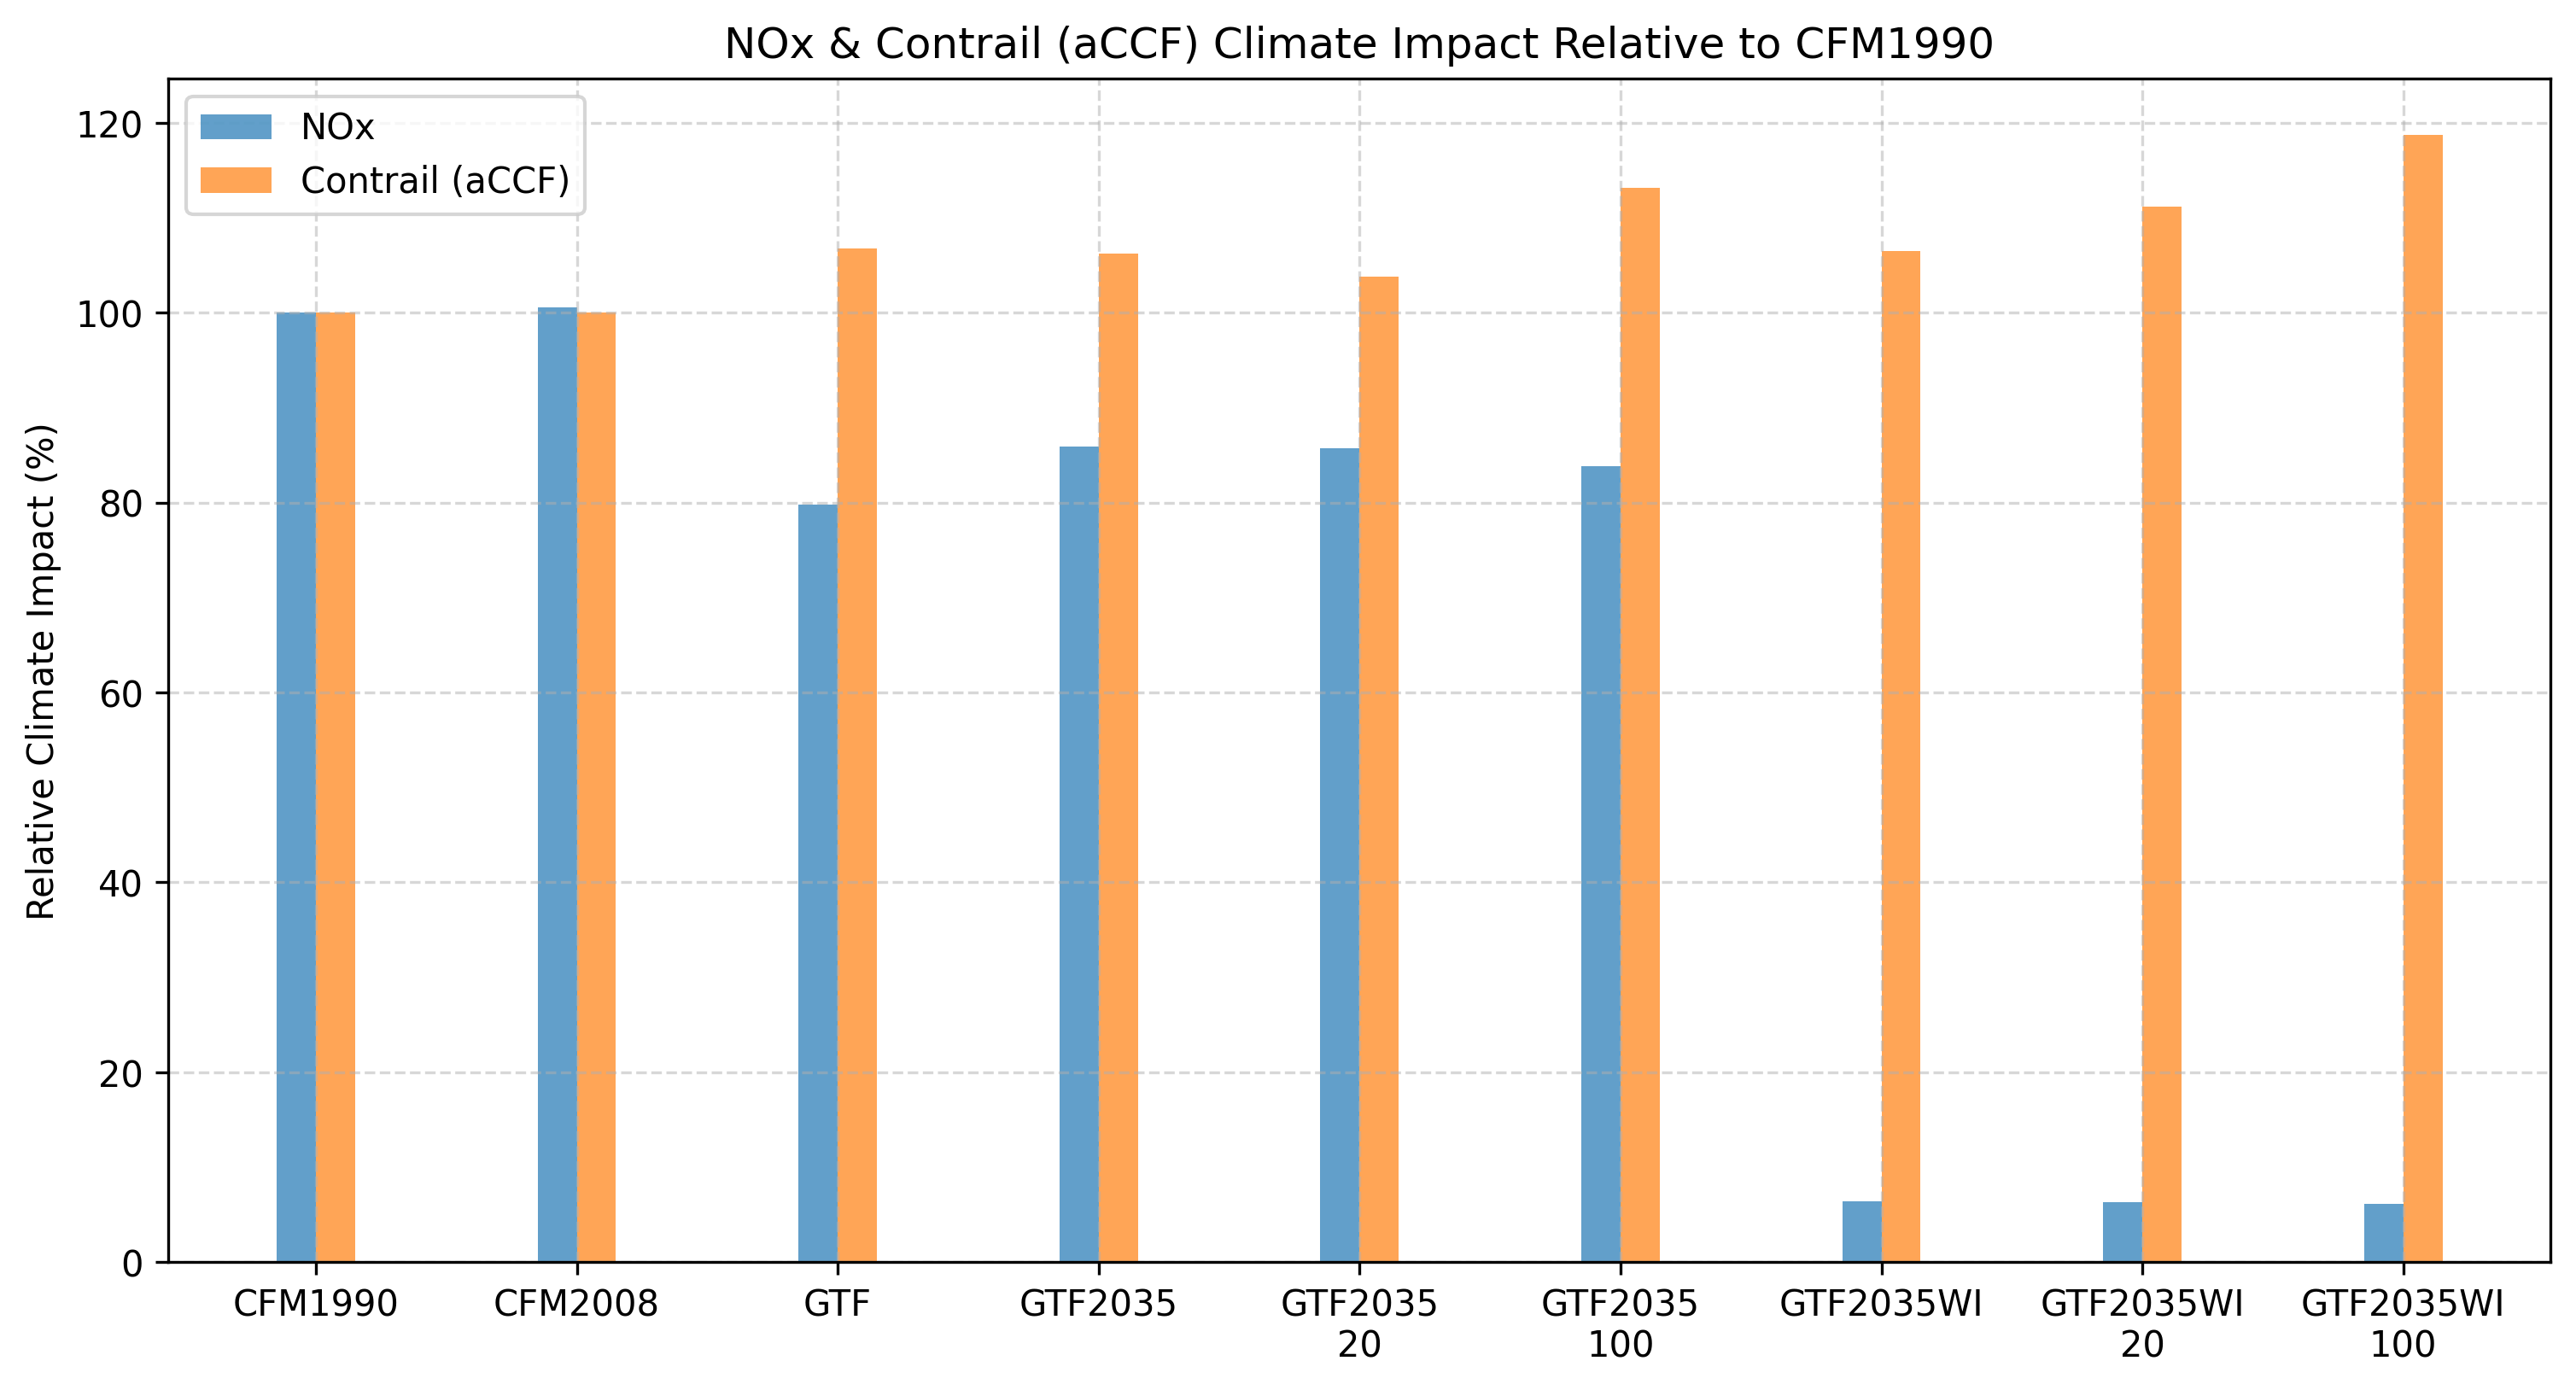 NOx & Contrail (aCCF) Climate Impact Relative to CFM1990
NOx
Contrail (aCCF)
Relative Climate Impact (%)
120
100
80
60
40
20
0
CFM1990
CFM2008
GTF
GTF2035
GTF2035
20
GTF2035
100
GTF2035WI
GTF2035WI
20
GTF2035WI
100